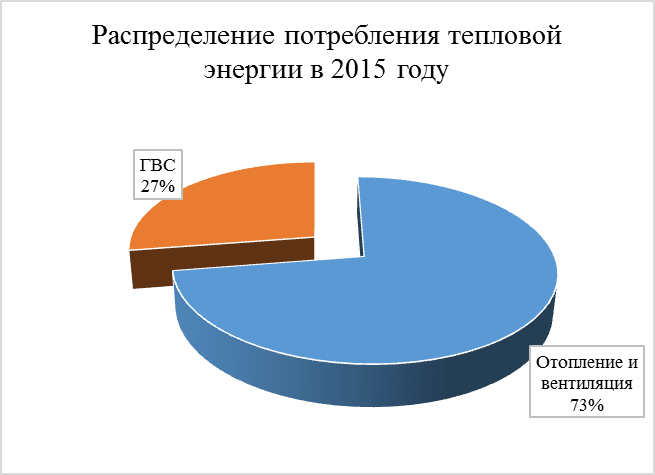 Распределение потребления тепловой
энергии в 2015 году
ГВС
27%
Отопление и
вентиляция
73%